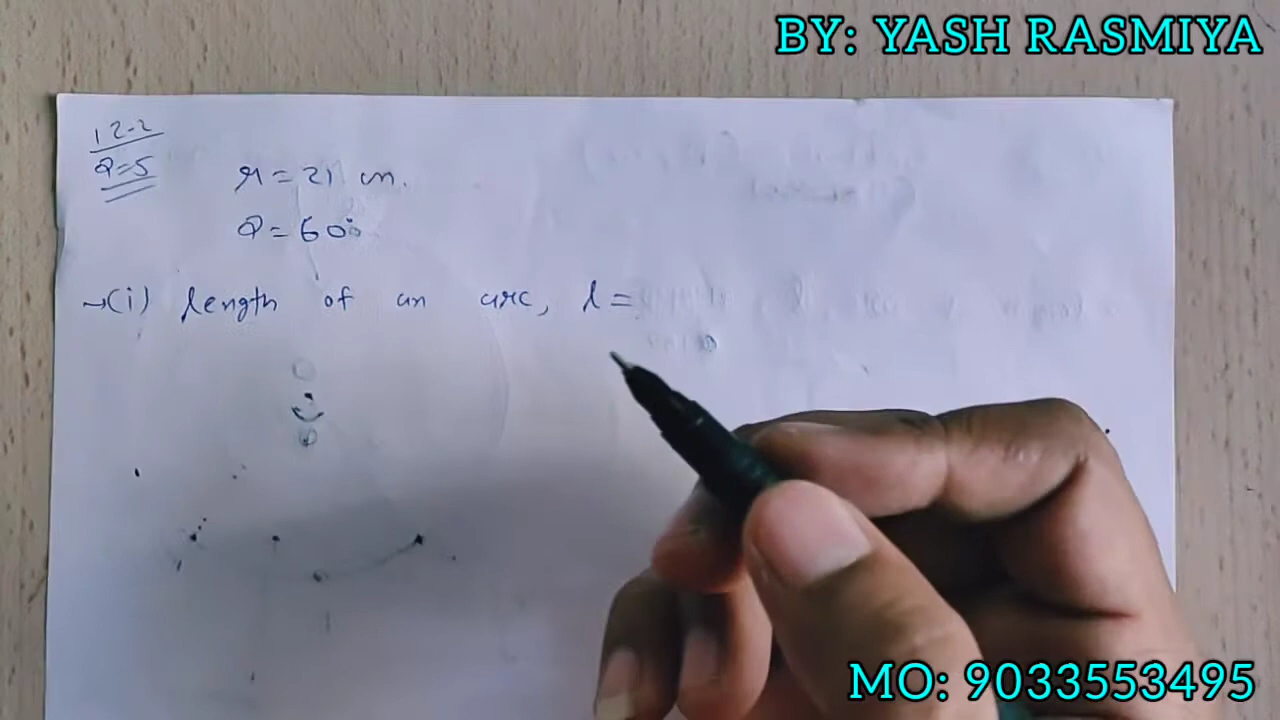 BY: YASH RASMIYA
12.2
Q=5
r = 21 cm.
θ = 60°
→(i) length of an arc, l =
MO: 9033553495